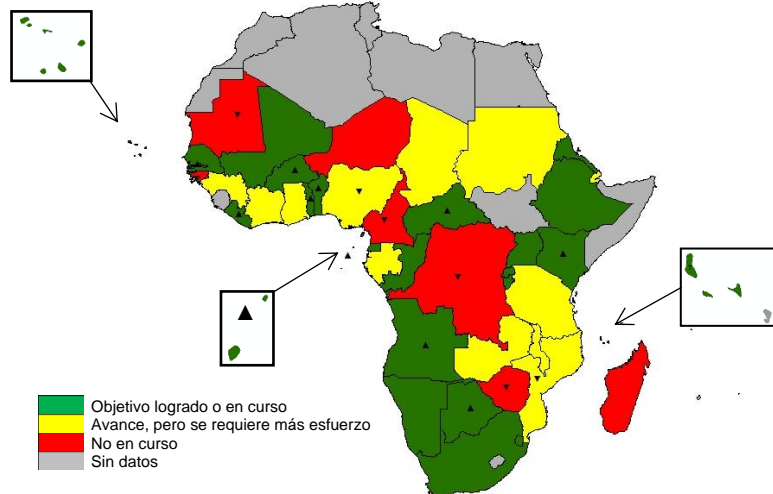 Objetivo logrado o en curso
Avance, pero se requiere más esfuerzo
No en curso
Sin datos